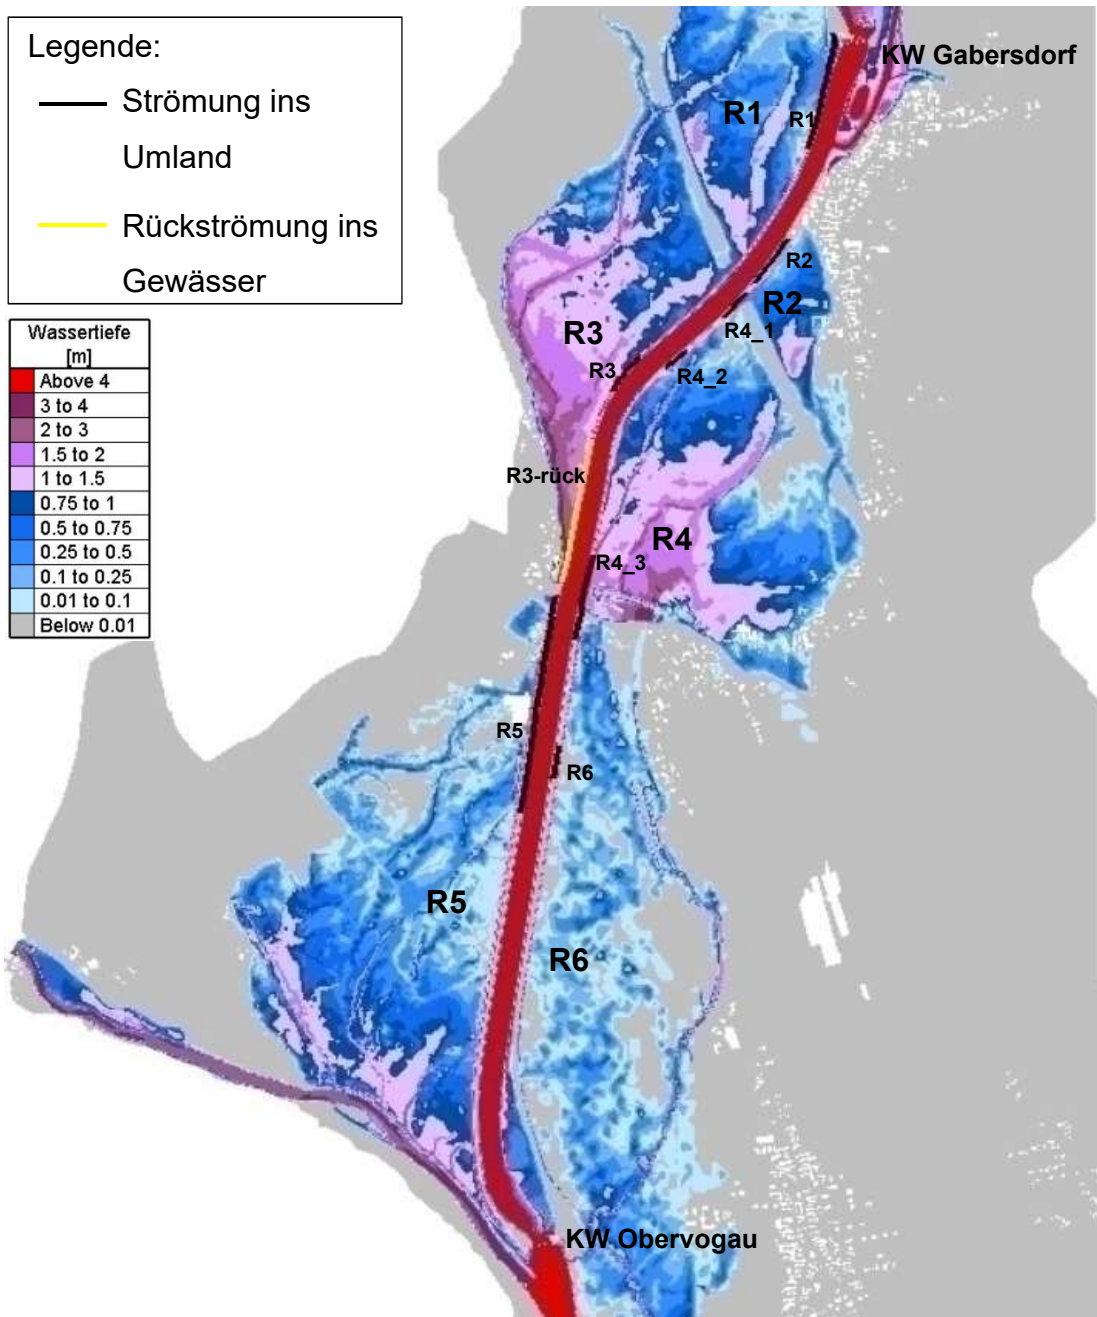 Legende:
Strömung ins
Umland
Rückströmung ins
Gewässer
Wassertiefe
[m]
Above 4
3 to 4
2 to 3
1.5 to 2
1 to 1.5
0.75 to 1
0.5 to 0.75
0.25 to 0.5
0.1 to 0.25
0.01 to 0.1
Below 0.01
KW Gabersdorf
R1
R1
R2
R2
R3
R4_1
R3
R4_2
R3-rück
R4
R4_3
R5
R6
R5
R6
KW Obervogau